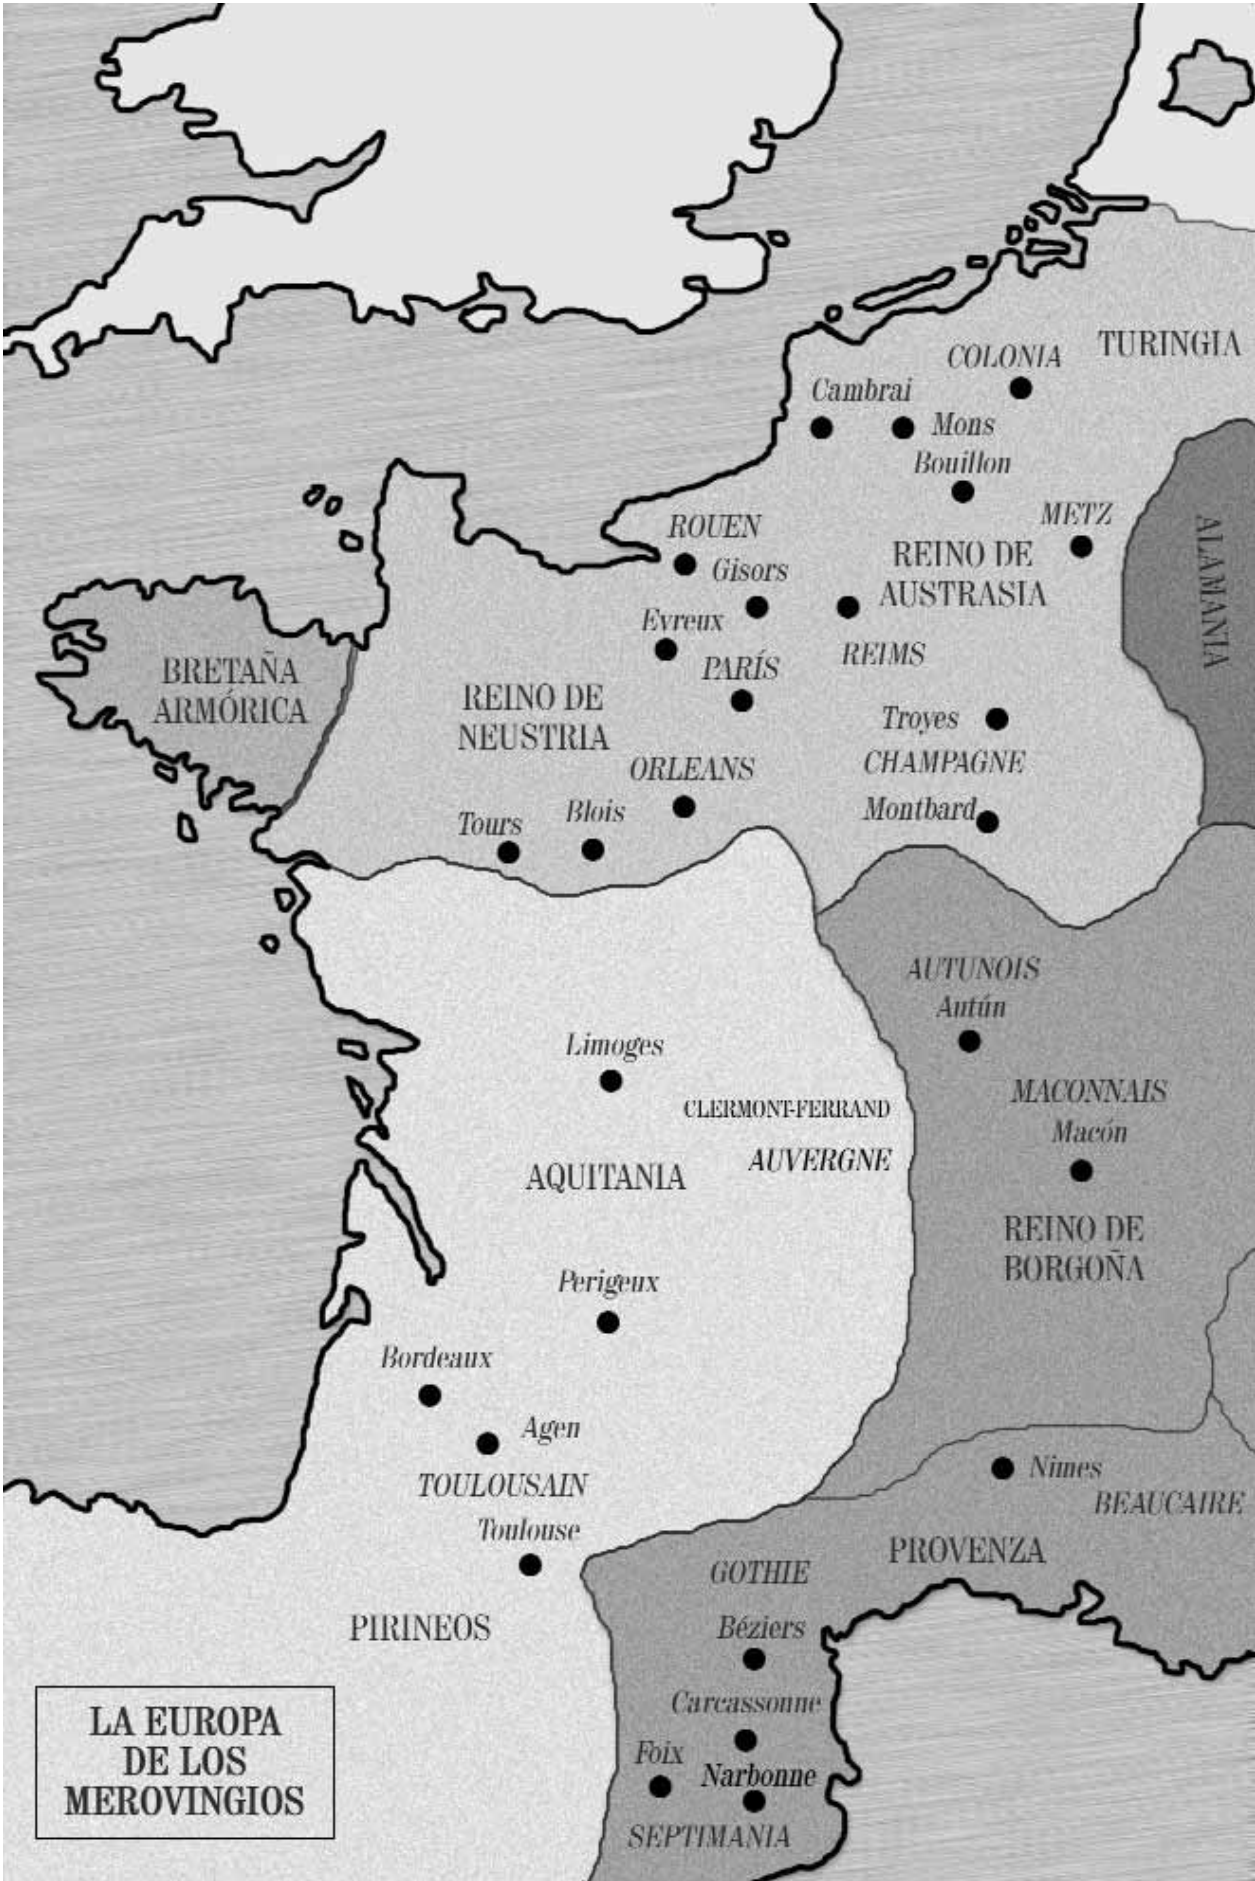 TURINGIA
COLONIA
Cambrai
Mons
Bouillon
METZ
ALAMANIA
ROUEN
REINO DE
AUSTRASIA
Gisors
Evreux
REIMS
PARÍS
BRETAÑA
ARMÓRICA
REINO DE
NEUSTRIA
Troyes
CHAMPAGNE
ORLEANS
Montbard
Blois
Tours
AUTUNOIS
Autún
Limoges
MACONNAIS
CLERMONT-FERRAND
Macón
AUVERGNE
AQUITANIA
REINO DE
BORGOÑA
Perigeux
Bordeaux
Agen
Nimes
TOULOUSAIN
BEAUCAIRE
Toulouse
PROVENZA
GOTHIE
PIRINEOS
Béziers
Carcassonne
Foix
Narbonne
SEPTIMANIA
LA EUROPA
DE LOS
MEROVINGIOS